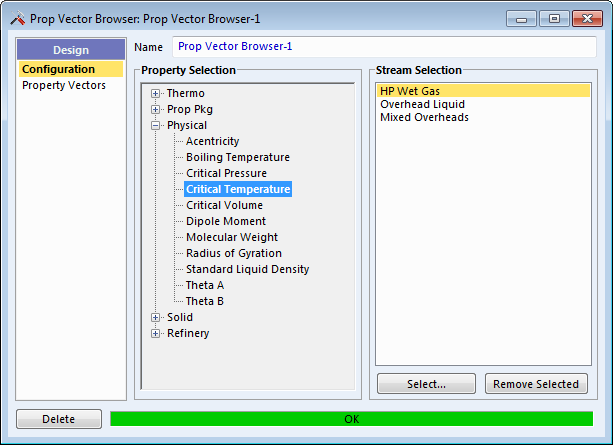 Prop Vector Browser: Prop Vector Browser-1
Design
Configuration
Property Vectors
Name Prop Vector Browser-1
Property Selection
Thermo
Prop Pkg
Physical
Acentricity
Boiling Temperature
Critical Pressure
Critical Temperature
Critical Volume
Dipole Moment
Molecular Weight
Radius of Gyration
Standard Liquid Density
Theta A
Theta B
Solid
Refinery
Stream Selection
HP Wet Gas
Overhead Liquid
Mixed Overheads
Select... Remove Selected
Delete OK